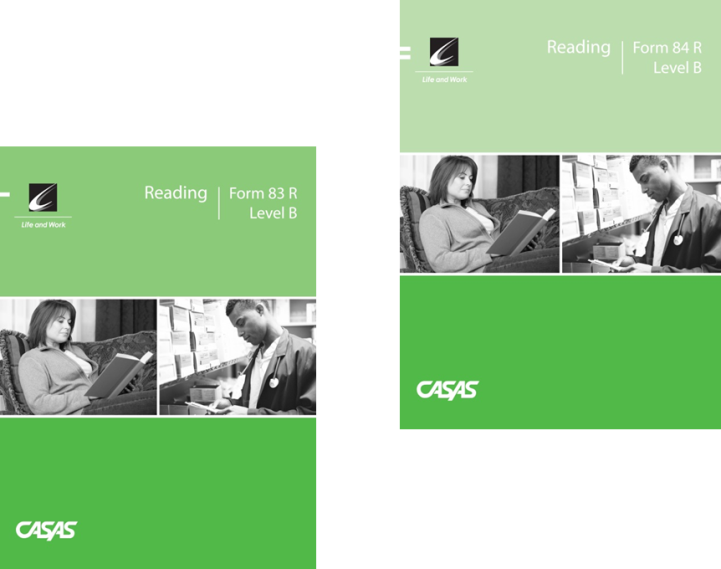 Reading
Form 84 R
Level B
Life and Work
CASAS
Reading
Form 83 R
Level B
Life and Work
CASAS